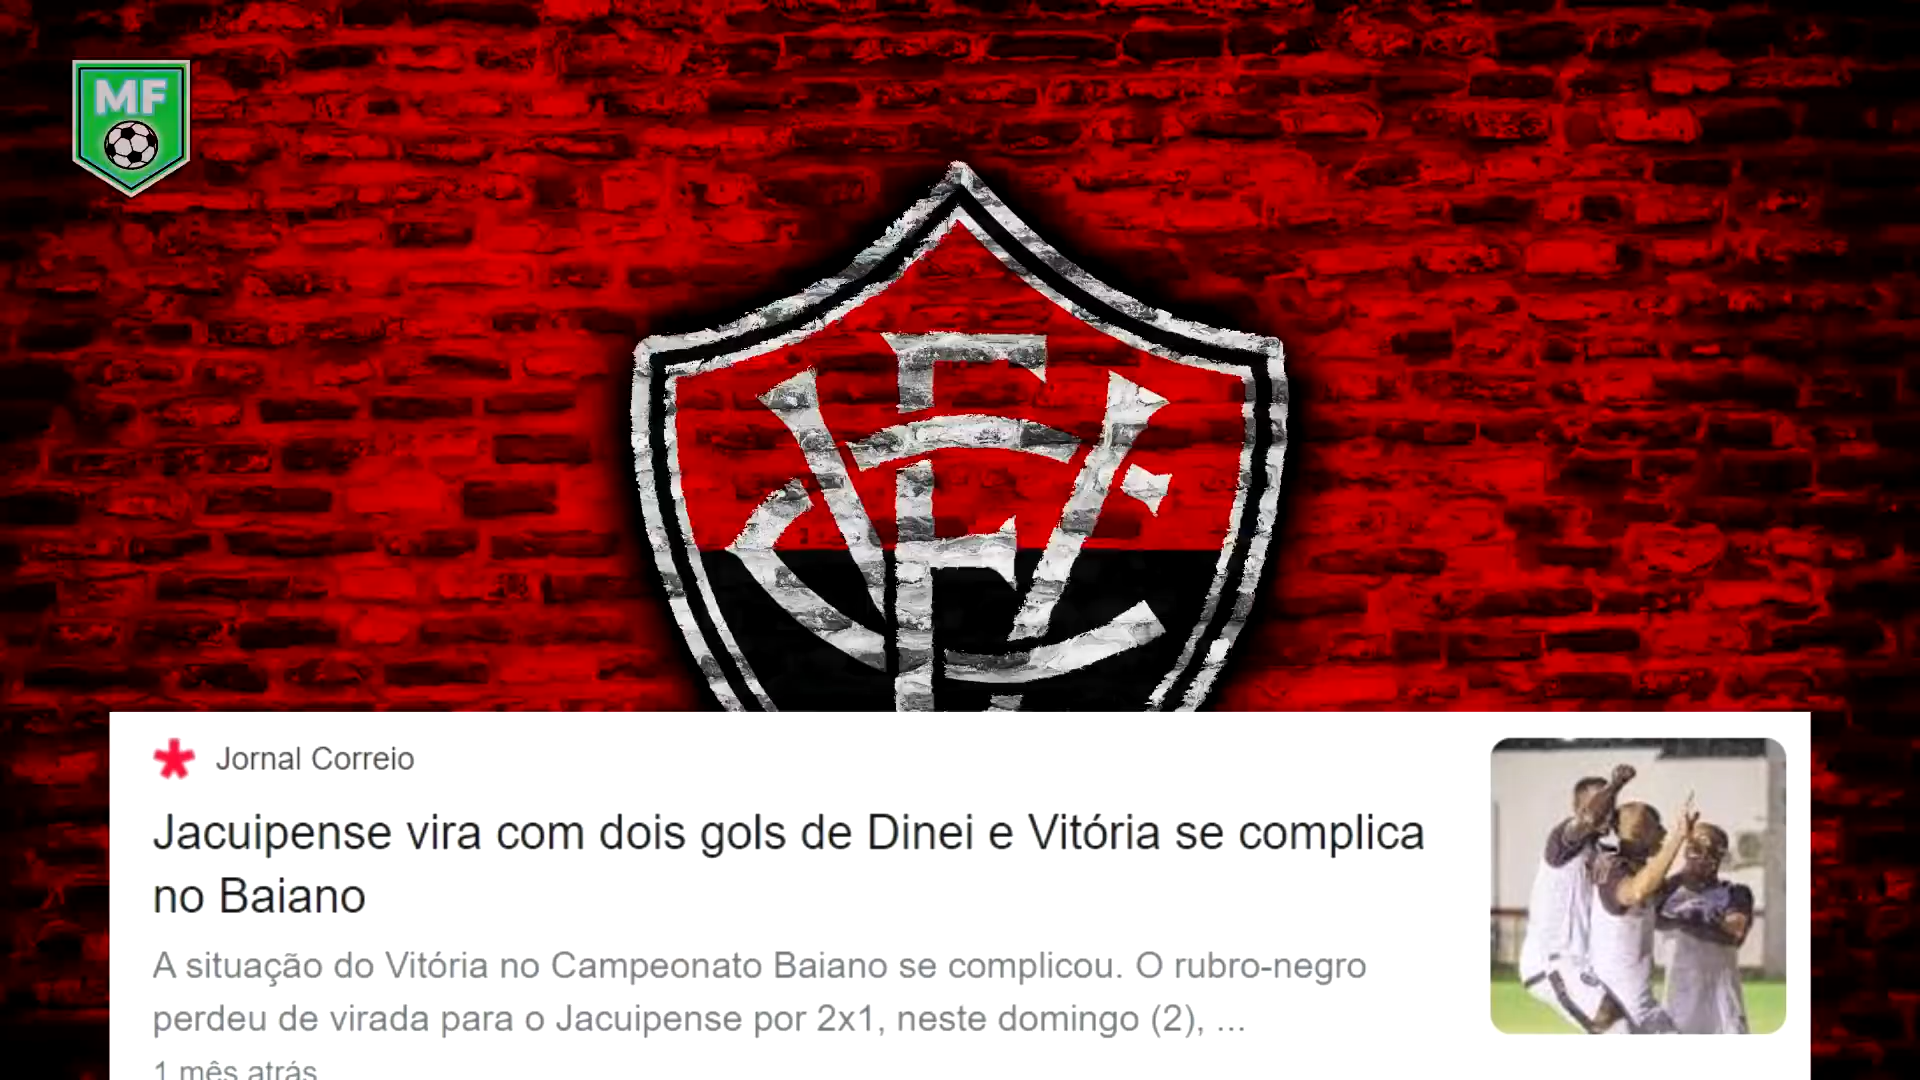 MF
Jornal Correio
Jacuipense vira com dois gols de Dinei e Vitória se complica
no Baiano
A situação do Vitória no Campeonato Baiano se complicou. O rubro-negro
perdeu de virada para o Jacuipense por 2x1, neste domingo (2), ...
1 mês atrás